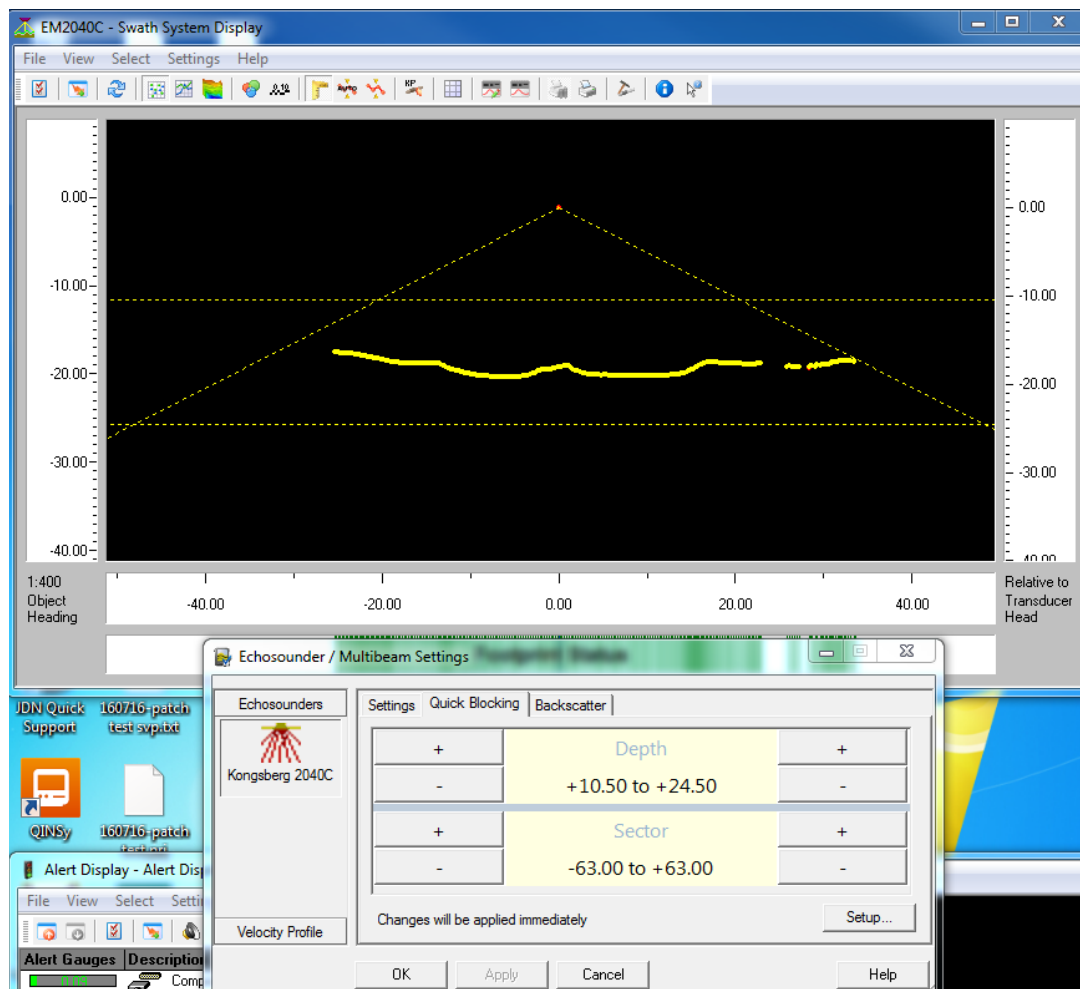 EM2040C - Swath System Display
File View Select Settings Help
0.00
-10.00
-20.00
-30.00
-40.00
0.00
-10.00
-20.00
-30.00
1:400
Object
Heading
-40.00 -20.00 0.00 20.00 40.00
Relative to
Transducer
Head
Echosounder / Multibeam Settings
Echosounders
Kongsberg 2040C
Velocity Profile
Settings Quick Blocking Backscatter
+ Depth +
- +10.50 to +24.50 -
+ Sector +
- -63.00 to +63.00 -
Changes will be applied immediately Setup...
OK Apply Cancel Help
JDN Quick
Support
160716-patch
test svp.txt
QINSy
160716-patch
Alert Display - Alert
File View Select
Alert Gauges